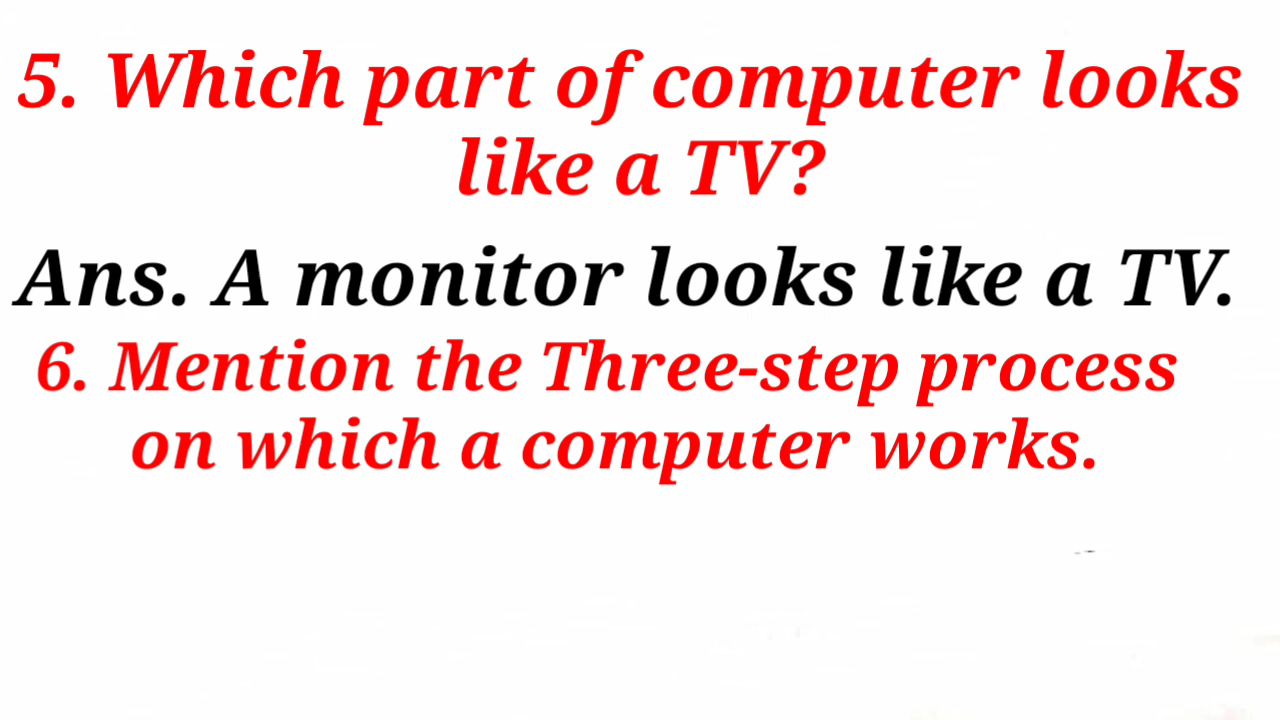 5. Which part of computer looks
like a TV?
Ans. A monitor looks like a TV.
6. Mention the Three-step process
on which a computer works.